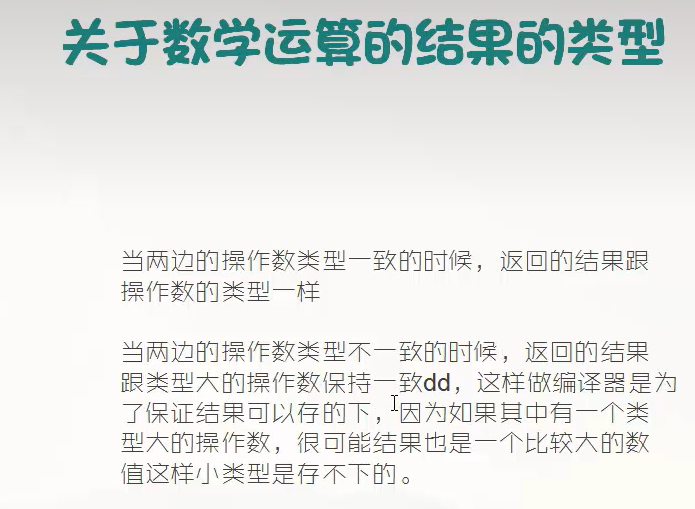 关于数学运算的结果的类型
当两边的操作数类型一致的时候，返回的结果跟
操作数的类型一样
当两边的操作数类型不一致的时候，返回的结果
跟类型大的操作数保持一致dd，这样做编译器是为
了保证结果可以存的下，因为如果其中有一个类
型大的操作数，很可能结果也是一个比较大的数
值这样小类型是存不下的。